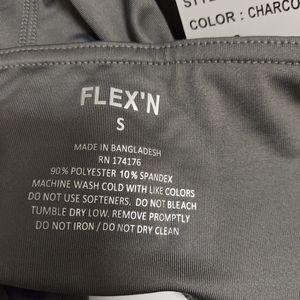 STYL
COLOR : CHARCO
FLEX'N
S
MADE IN BANGLADESH
RN 174176
90% POLYESTER 10% SPANDEX
MACHINE WASH COLD WITH LIKE COLORS
DO NOT USE SOFTENERS. DO NOT BLEACH
TUMBLE DRY LOW. REMOVE PROMPTLY
DO NOT IRON / DO NOT DRY CLEAN